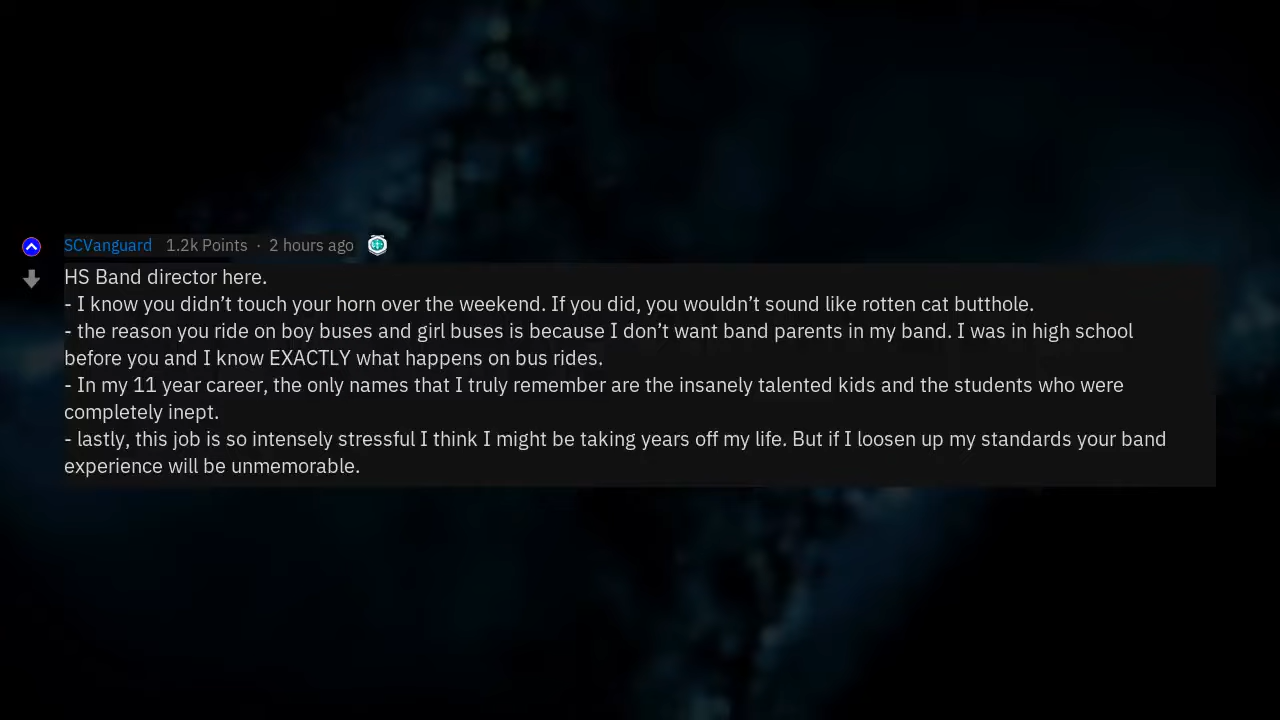 SCVanguard 1.2k Points · 2 hours ago
HS Band director here.
- I know you didn’t touch your horn over the weekend. If you did, you wouldn’t sound like rotten cat butthole.
- the reason you ride on boy buses and girl buses is because I don’t want band parents in my band. I was in high school
before you and I know EXACTLY what happens on bus rides.
- In my 11 year career, the only names that I truly remember are the insanely talented kids and the students who were
completely inept.
- lastly, this job is so intensely stressful I think I might be taking years off my life. But if I loosen up my standards your band
experience will be unmemorable.